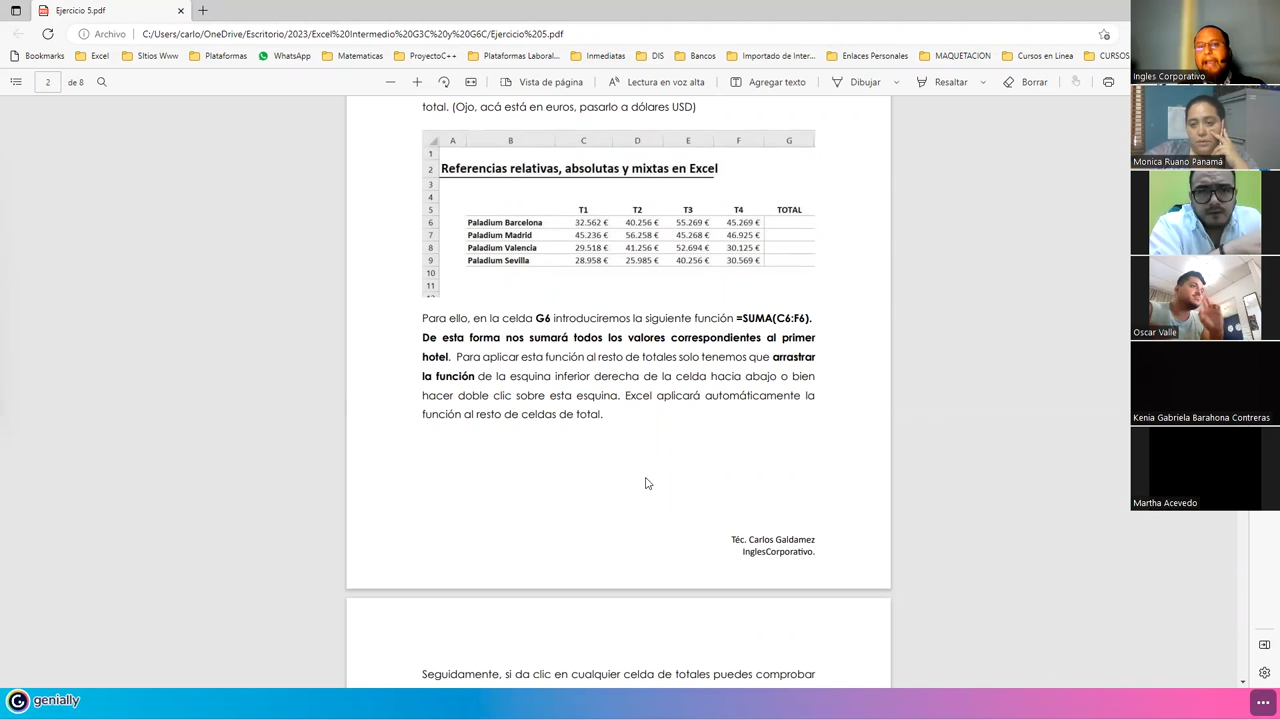 Ejercicio 5.pdf
Archivo
C:/Users/carlo/OneDrive/Escritorio/2023/Excel%20Intermedio%20G3C%20y%20G6C/Ejercicio%205.pdf
Bookmarks Excel SItios Www Plataformas WhatsApp Matematicas ProyectoC++ Plataformas Laboral... Inmediatas DIS Bancos Importado de Inter... Enlaces Personales MAQUETACION Cursos en Linea CURSOS
2 de 8 Vista de página Lectura en voz alta Agregar texto Dibujar Resaltar Borrar
total. (Ojo, acá está en euros, pasarlo a dólares USD)
A B C D E F G
1
2 Referencias relativas, absolutas y mixtas en Excel
3
4
5 T1 T2 T3 T4 TOTAL
6 Paladium Barcelona 32.562 € 40.256 € 55.269 € 45.269 €
7 Paladium Madrid 45.236 € 56.258 € 45.268 € 46.925 €
8 Paladium Valencia 29.518 € 41.256 € 52.694 € 30.125 €
9 Paladium Sevilla 28.958 € 25.985 € 40.256 € 30.569 €
10
11
Para ello, en la celda G6 introduciremos la siguiente función =SUMA(C6:F6).
De esta forma nos sumará todos los valores correspondientes al primer
hotel. Para aplicar esta función al resto de totales solo tenemos que arrastrar
la función de la esquina inferior derecha de la celda hacia abajo o bien
hacer doble clic sobre esta esquina. Excel aplicará automáticamente la
función al resto de celdas de total.
Téc. Carlos Galdamez
InglesCorporativo.
Seguidamente, si da clic en cualquier celda de totales puedes comprobar
Ingles Corporativo
Monica Ruano Panamá
Oscar Valle
Kenia Gabriela Barahona Contreras
Martha Acevedo
genially